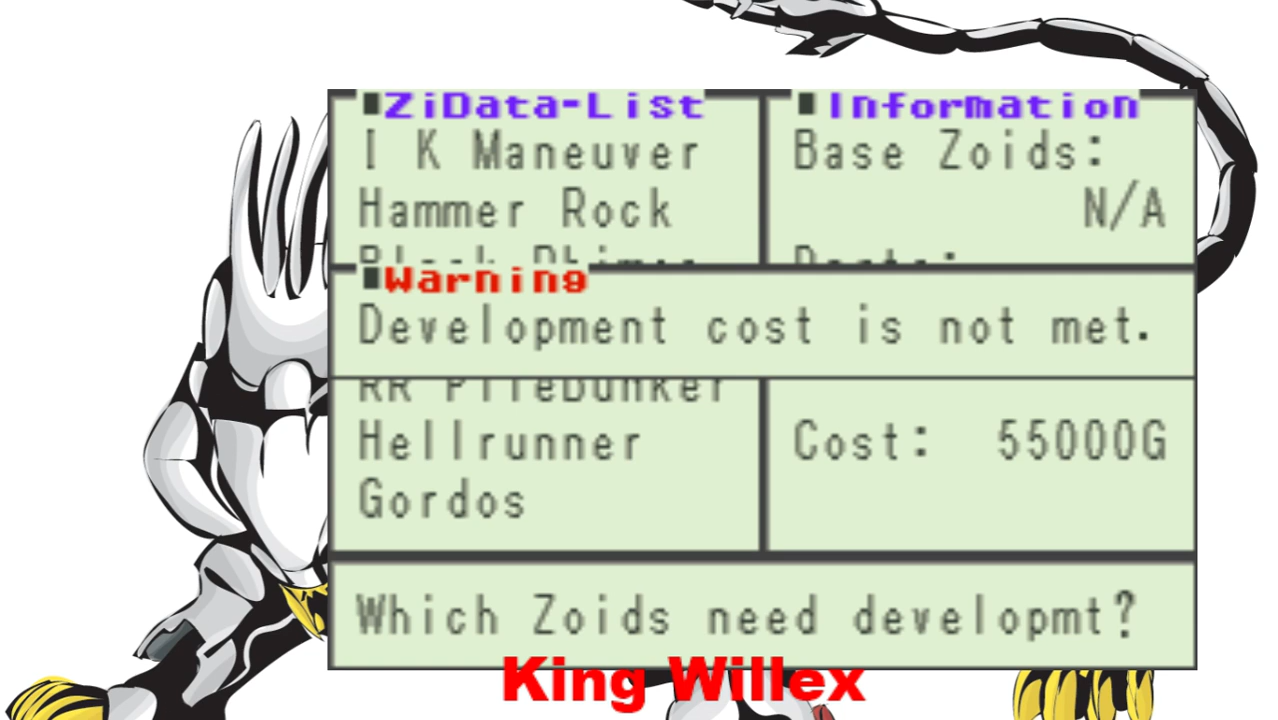 ZiData-List
I K Maneuver
Hammer Rock
Information
Base Zoids:
N/A
Warning
Development cost is not met.
Hellrunner
Gordos
Cost: 55000G
Which Zoids need developmt?
King Willex